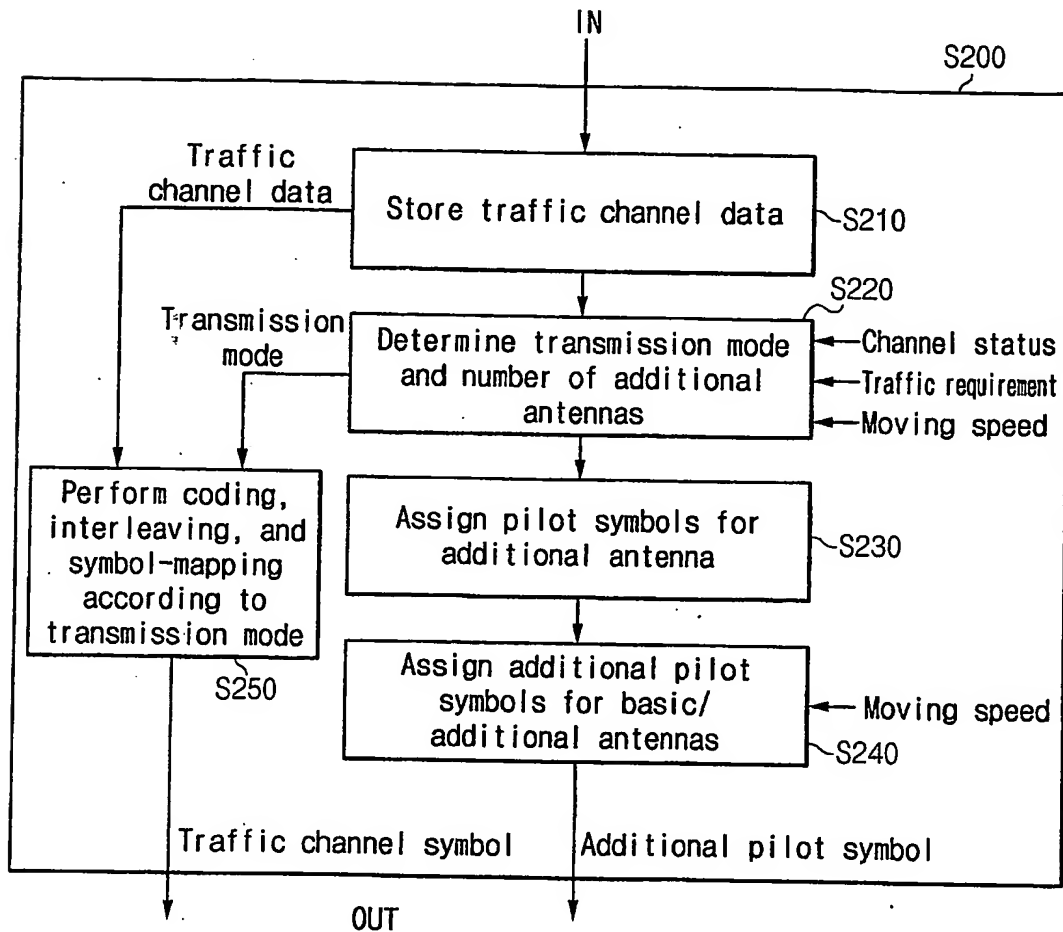 IN
S200
Traffic
channel data
Store traffic channel data
S210
S220
Transmission
mode
Determine transmission mode
and number of additional
antennas
Channel status
Traffic requirement
Moving speed
Perform coding,
interleaving, and
symbol-mapping
according to
transmission mode
S250
Assign pilot symbols for
additional antenna
S230
Assign additional pilot
symbols for basic/
additional antennas
Moving speed
S240
Traffic channel symbol
Additional pilot symbol
OUT